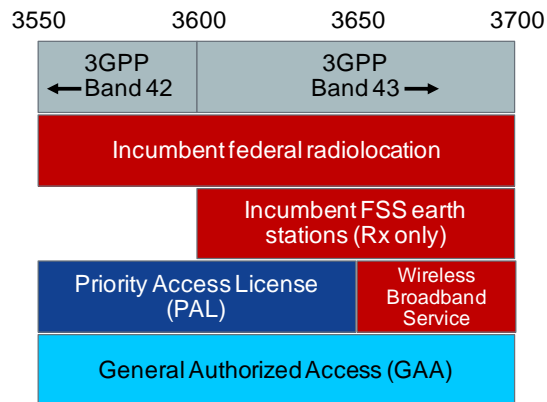 3550 3600 3650 3700
3GPP
Band 42
3GPP
Band 43
Incumbent federal radiolocation
Incumbent FSS earth
stations (Rx only)
Priority Access License
(PAL)
Wireless
Broadband
Service
General Authorized Access (GAA)